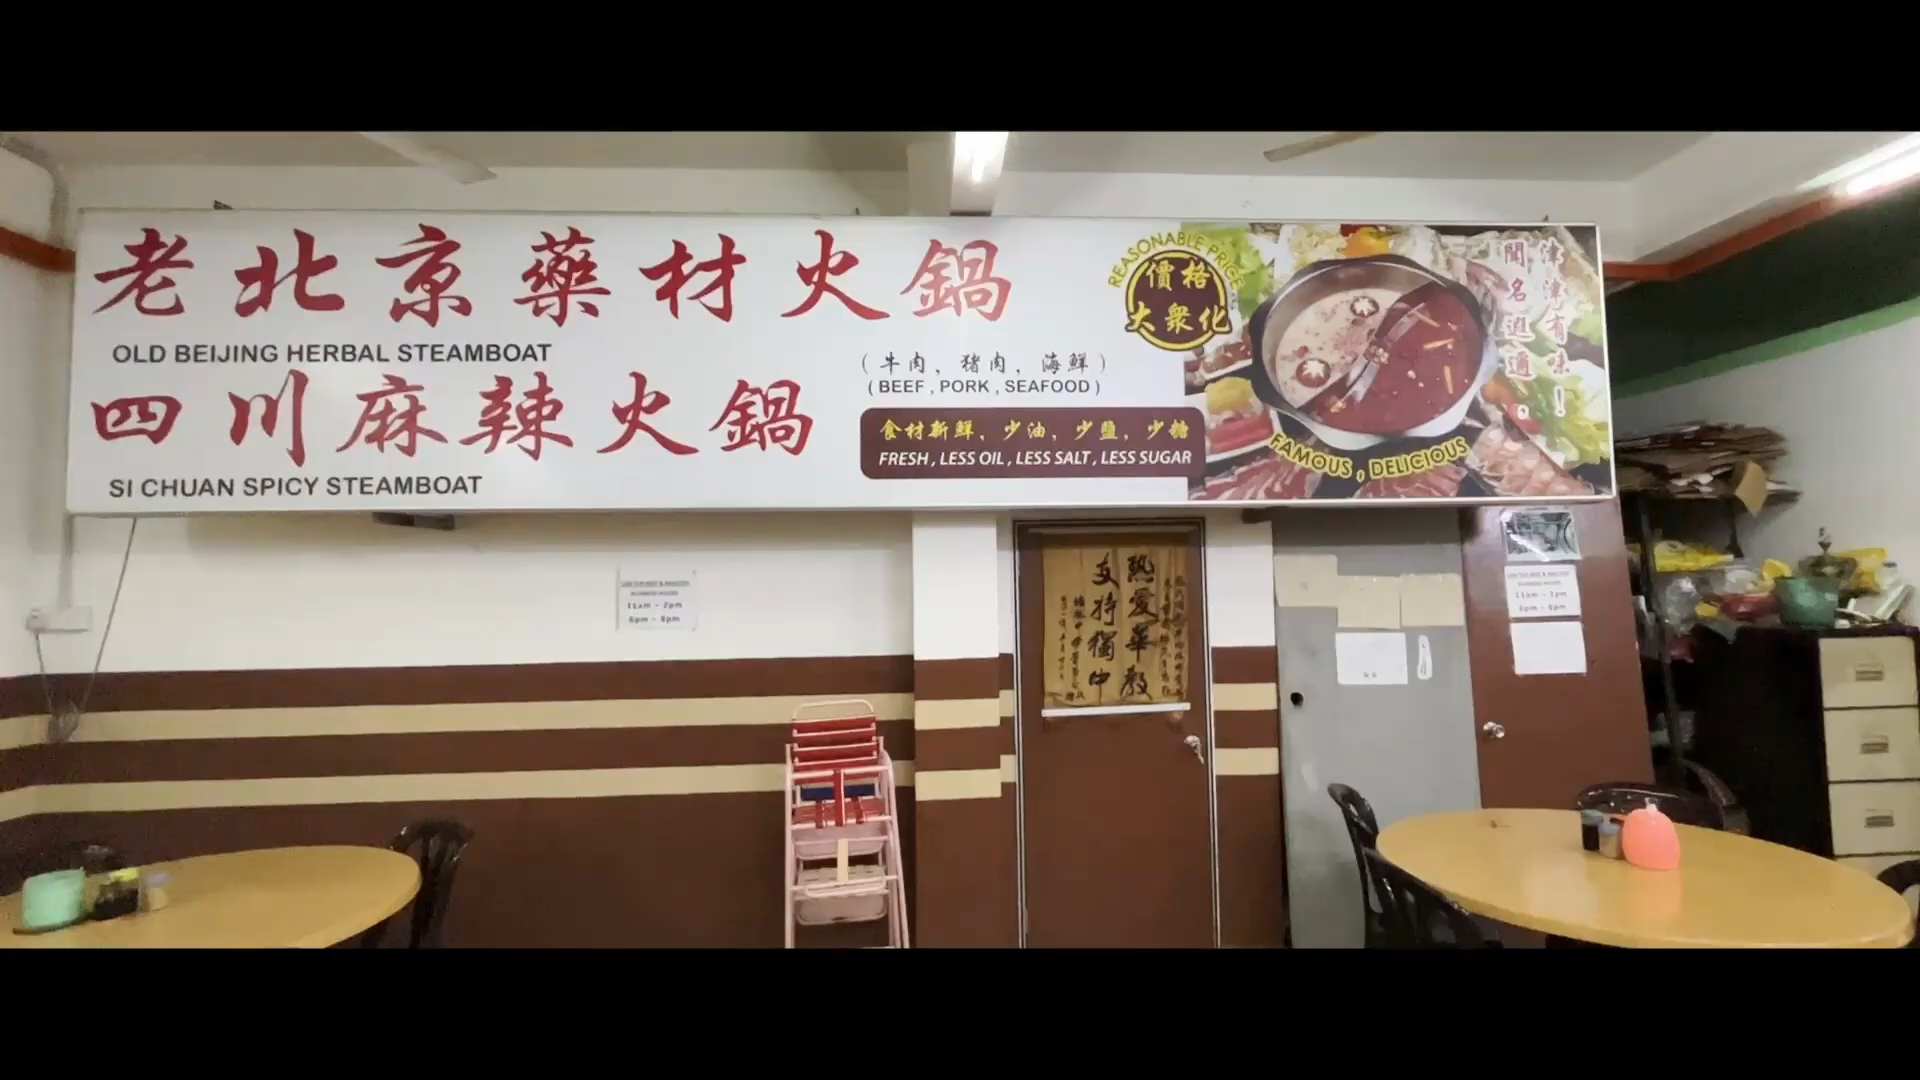 老北京藥材火鍋
OLD BEIJING HERBAL STEAMBOAT
四川麻辣火鍋
SI CHUAN SPICY STEAMBOAT
（牛肉，猪肉，海鮮）
(BEEF, PORK, SEAFOOD)
食材新鮮，少油，少鹽，少糖
FRESH, LESS OIL, LESS SALT, LESS SUGAR
REASONABLE PRICE
價格
大眾化
津津有味！
聞名遐邇。
FAMOUS, DELICIOUS
BUSINESS HOURS
11am - 2pm
6pm - 8pm
熱愛華教
支持獨中
11am - 2pm
6pm - 8pm